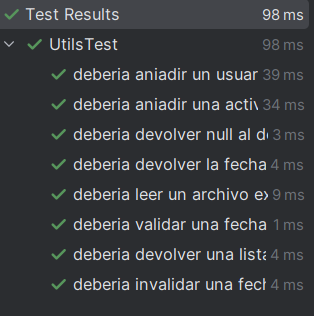 Test Results 98 ms
UtilsTest 98 ms
deberia aniadir un usuar 39 ms
deberia aniadir una activ 34 ms
deberia devolver null al de 3 ms
deberia devolver la fecha 4 ms
deberia leer un archivo ex 9 ms
deberia validar una fecha 1 ms
deberia devolver una lista 4 ms
deberia invalidar una fech 4 ms